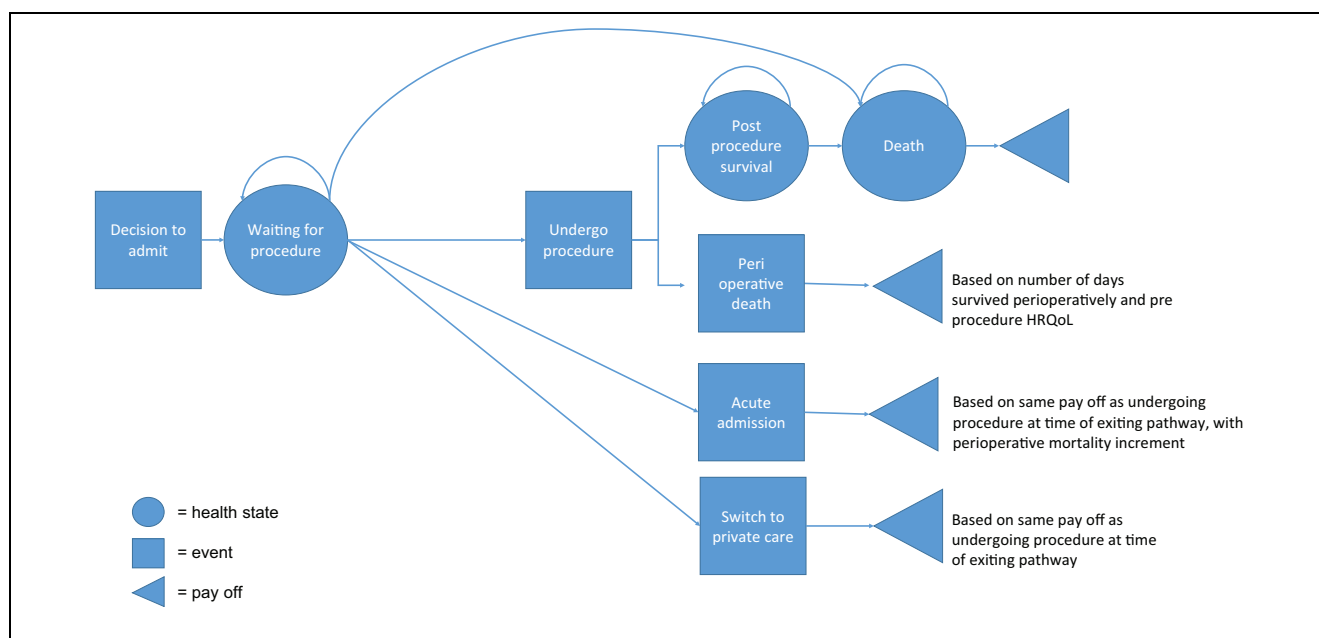 Post
procedure
survival
Death
Decision to
admit
Waiting for
procedure
Undergo
procedure
Peri
operative
death
Based on number of days
survived perioperatively and pre
procedure HRQoL
Acute
admission
Based on same pay off as undergoing
procedure at time of exiting pathway, with
perioperative mortality increment
Switch to
private care
Based on same pay off as
undergoing procedure at time
of exiting pathway
= health state
= event
= pay off